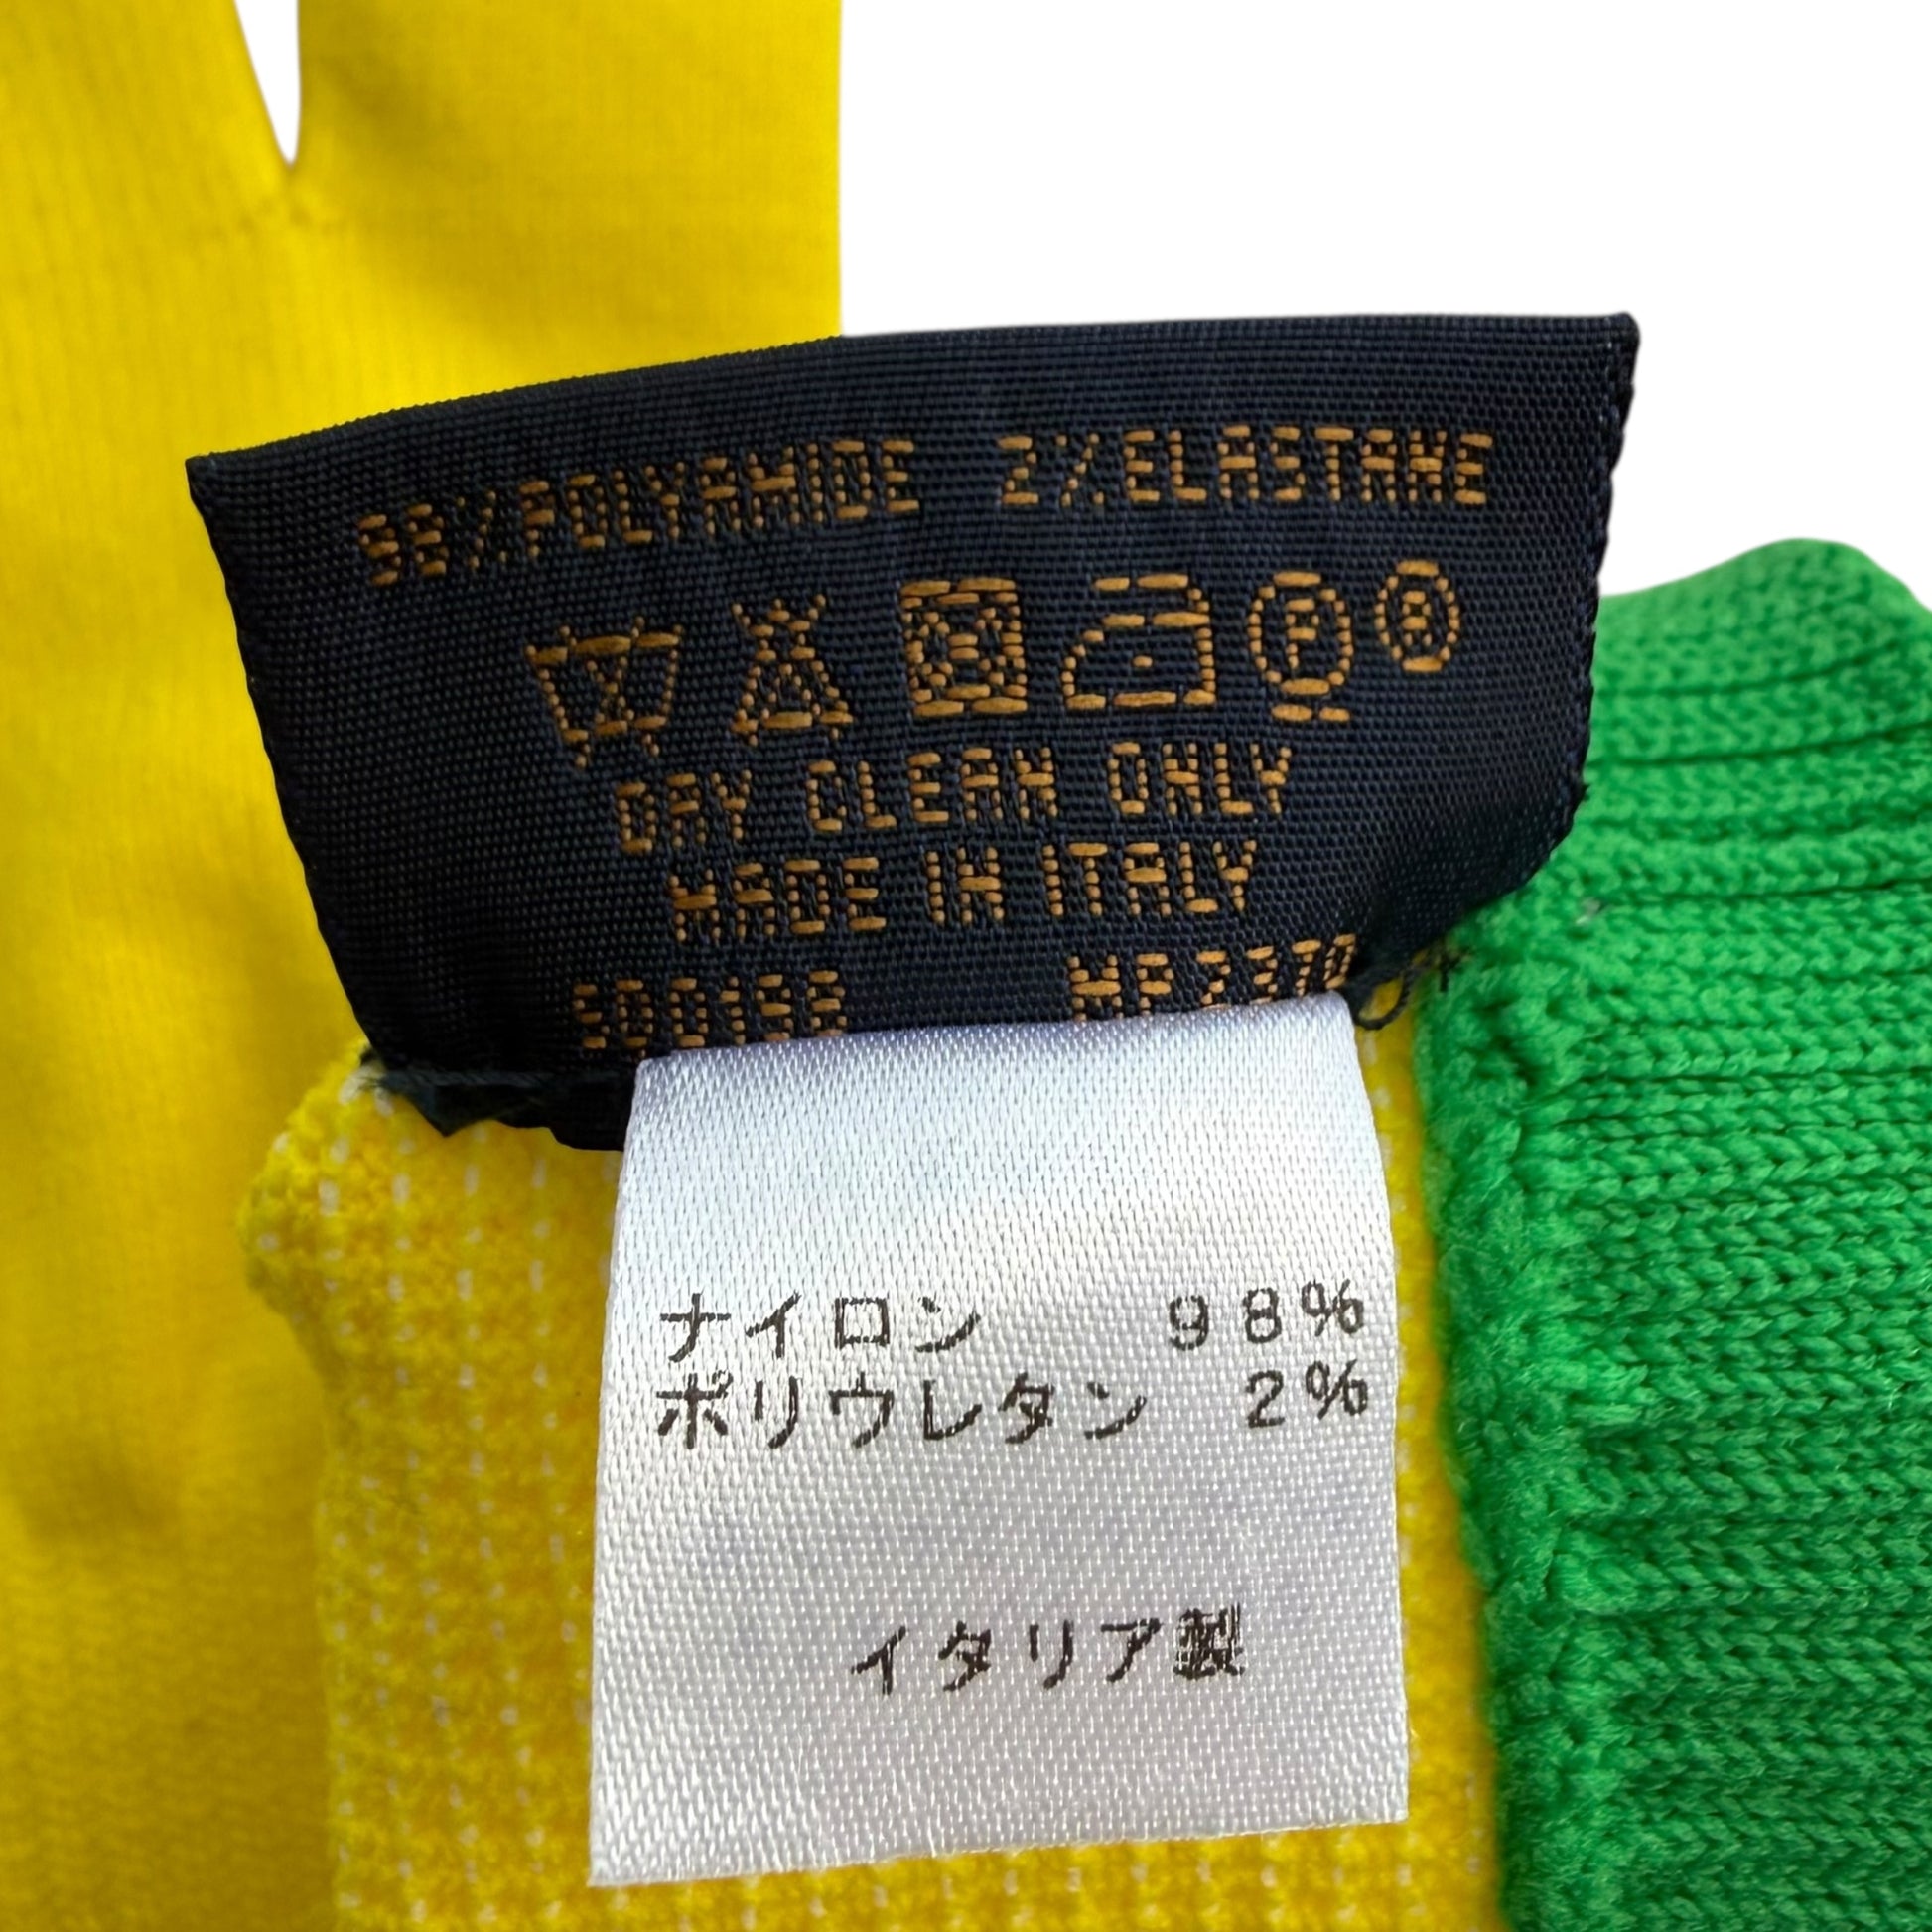 98% POLYAMIDE 2% ELASTANE
P
DRY CLEAN ONLY
MADE IN ITALY
ナイロン 98%
ポリウレタン 2%
イタリア製